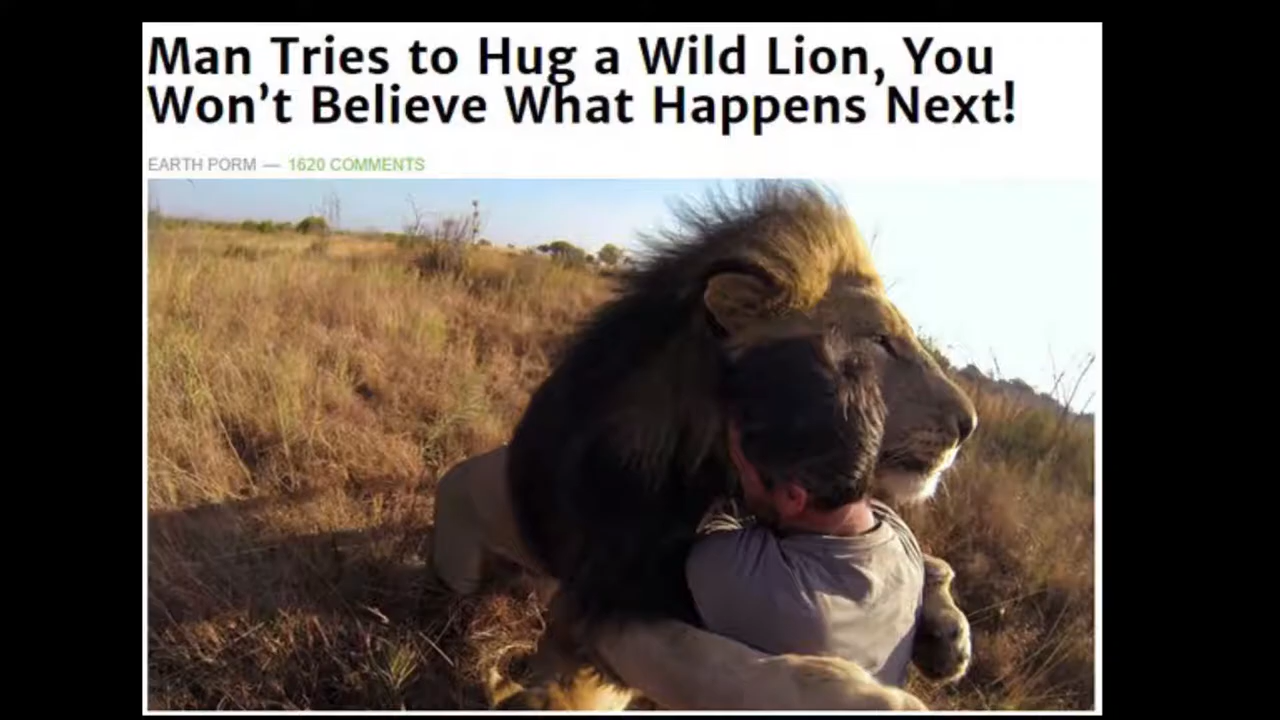 Man Tries to Hug a Wild Lion, You
Won’t Believe What Happens Next!
EARTH PORM — 1620 COMMENTS